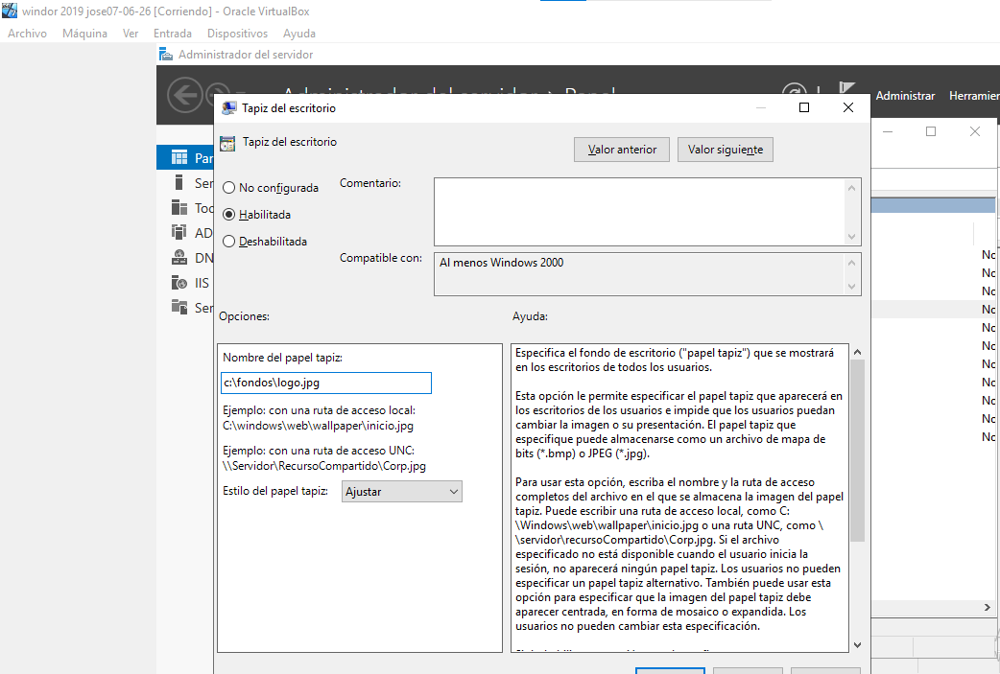 windor 2019 jose07-06-26 [Corriendo] - Oracle VirtualBox
Archivo Máquina Ver Entrada Dispositivos Ayuda
Administrador del servidor
Administrar Herramier
Tapiz del escritorio
Tapiz del escritorio
Valor anterior Valor siguiente
No configurada
Habilitada
Deshabilitada
Comentario:
Compatible con:
Al menos Windows 2000
Par
Ser
Toc
AD
DN
IIS
Ser
Opciones:
Nombre del papel tapiz:
c:\fondos\logo.jpg
Ejemplo: con una ruta de acceso local:
C:\windows\web\wallpaper\inicio.jpg
Ejemplo: con una ruta de acceso UNC:
\\Servidor\RecursoCompartido\Corp.jpg
Estilo del papel tapiz: Ajustar
Ayuda:
Especifica el fondo de escritorio ("papel tapiz") que se mostrará
en los escritorios de todos los usuarios.
Esta opción le permite especificar el papel tapiz que aparecerá en
los escritorios de los usuarios e impide que los usuarios puedan
cambiar la imagen o su presentación. El papel tapiz que
especifique puede almacenarse como un archivo de mapa de
bits (*.bmp) o JPEG (*.jpg).
Para usar esta opción, escriba el nombre y la ruta de acceso
completos del archivo en el que se almacena la imagen del papel
tapiz. Puede escribir una ruta de acceso local, como C:
\Windows\web\wallpaper\inicio.jpg o una ruta UNC, como \
\servidor\recursoCompartido\Corp.jpg. Si el archivo
especificado no está disponible cuando el usuario inicia la
sesión, no aparecerá ningún papel tapiz. Los usuarios no pueden
especificar un papel tapiz alternativo. También puede usar esta
opción para especificar que la imagen del papel tapiz debe
aparecer centrada, en forma de mosaico o expandida. Los
usuarios no pueden cambiar esta especificación.
Nc
Nc
Nc
Nc
Nc
Nc
Nc
Nc
Nc
Nc
Nc